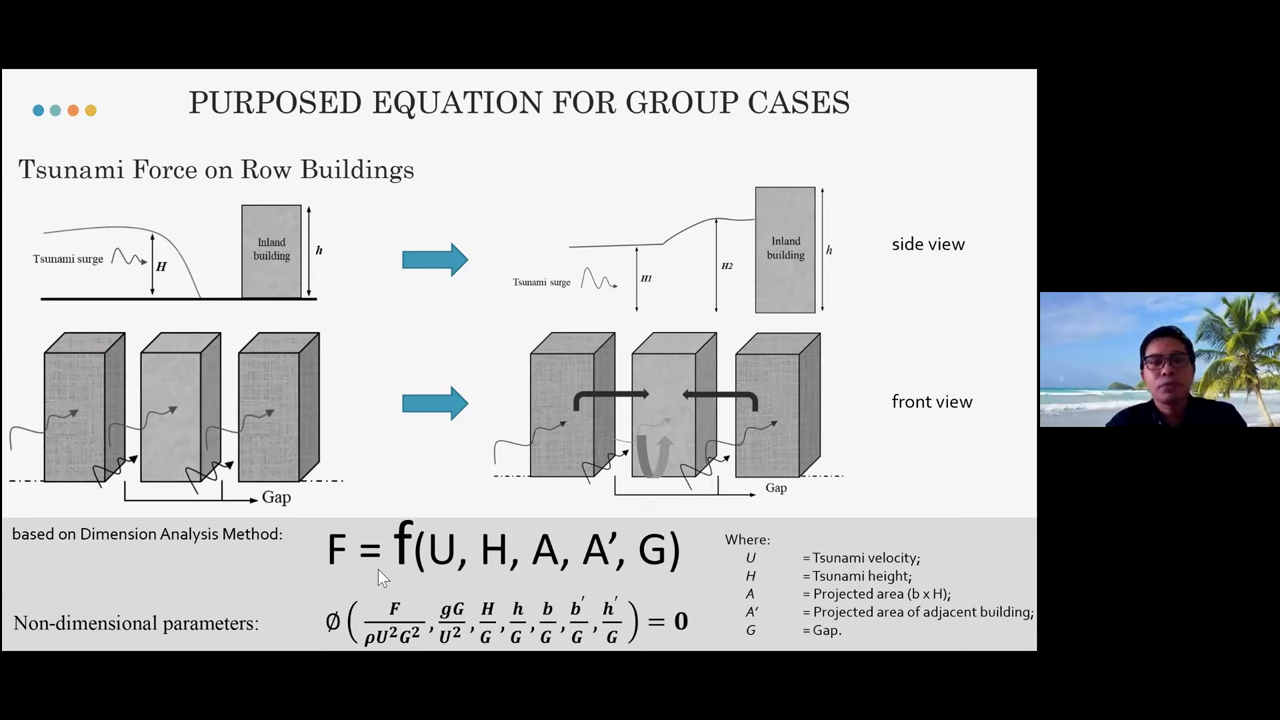 PURPOSED EQUATION FOR GROUP CASES
Tsunami Force on Row Buildings
Tsunami surge
H
Inland
building
h
Tsunami surge
H1
H2
Inland
building
h
side view
front view
Gap
Gap
based on Dimension Analysis Method:
F = f(U, H, A, A’, G)
Non-dimensional parameters:
∅ ( F/ρU²G² , gG/U² , H/G , h/G , b/G , b′/G , h′/G ) = 0
Where:
U = Tsunami velocity;
H = Tsunami height;
A = Projected area (b x H);
A’ = Projected area of adjacent building;
G = Gap.